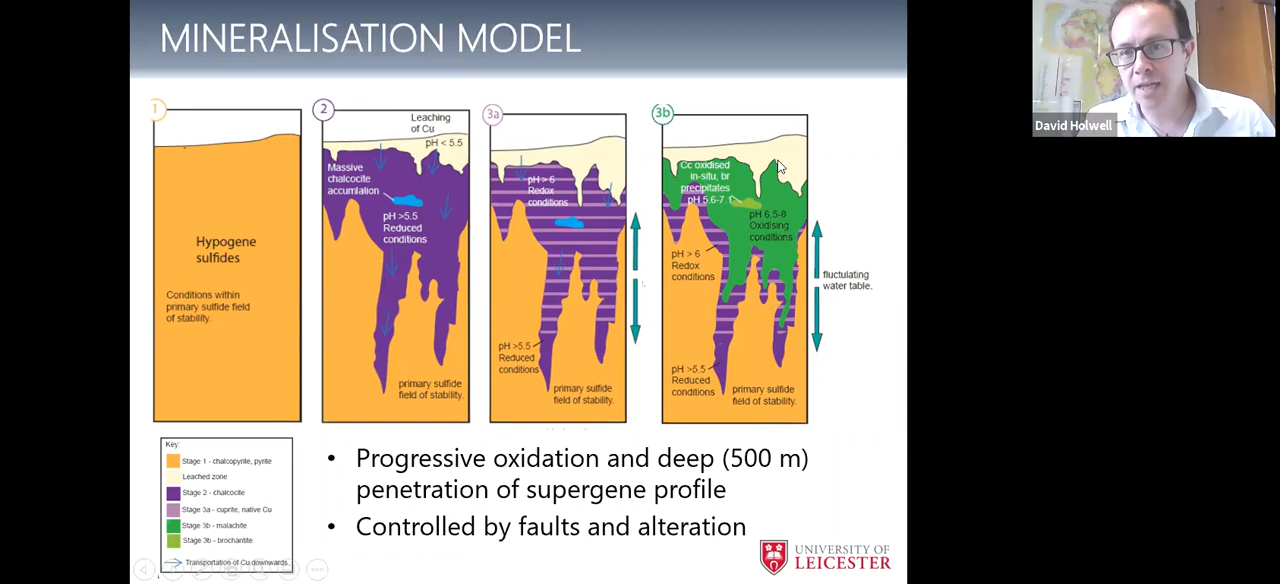 MINERALISATION MODEL
David Holwell
1
Hypogene
sulfides
Conditions within
primary sulfide field
of stability.
2
Leaching
of Cu
pH < 5.5
Massive
chalcocite
accumlation
pH >5.5
Reduced
conditions
primary sulfide
field of stability.
3a
pH > 6
Redox
conditions
pH >5.5
Reduced
conditions
primary sulfide
field of stability.
3b
Cc oxidised
in-situ, br
precipitates
pH 5.6-7.1
pH 6.5-8
Oxidising
conditions
pH > 6
Redox
conditions
pH >5.5
Reduced
conditions
primary sulfide
field of stability.
fluctulating
water table.
Key:
Stage 1 - chalcopyrite, pyrite
Leached zone
Stage 2 - chalcocite
Stage 3a - cuprite, native Cu
Stage 3b - malachite
Stage 3b - brochantite
Transportation of Cu downwards
• Progressive oxidation and deep (500 m)
penetration of supergene profile
• Controlled by faults and alteration
UNIVERSITY OF
LEICESTER